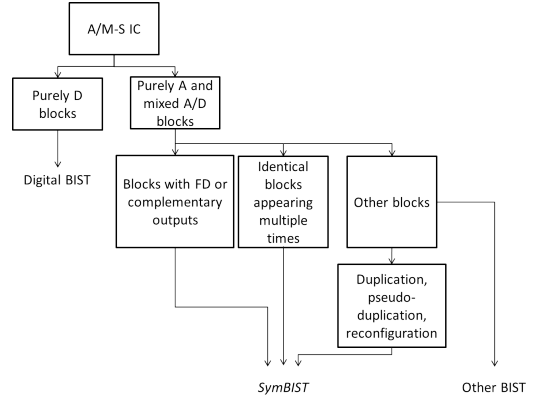 A/M-S IC
Purely D
blocks
Purely A and
mixed A/D
blocks
Digital BIST
Blocks with FD or
complementary
outputs
Identical
blocks
appearing
multiple
times
Other blocks
Duplication,
pseudo-
duplication,
reconfiguration
SymBIST
Other BIST